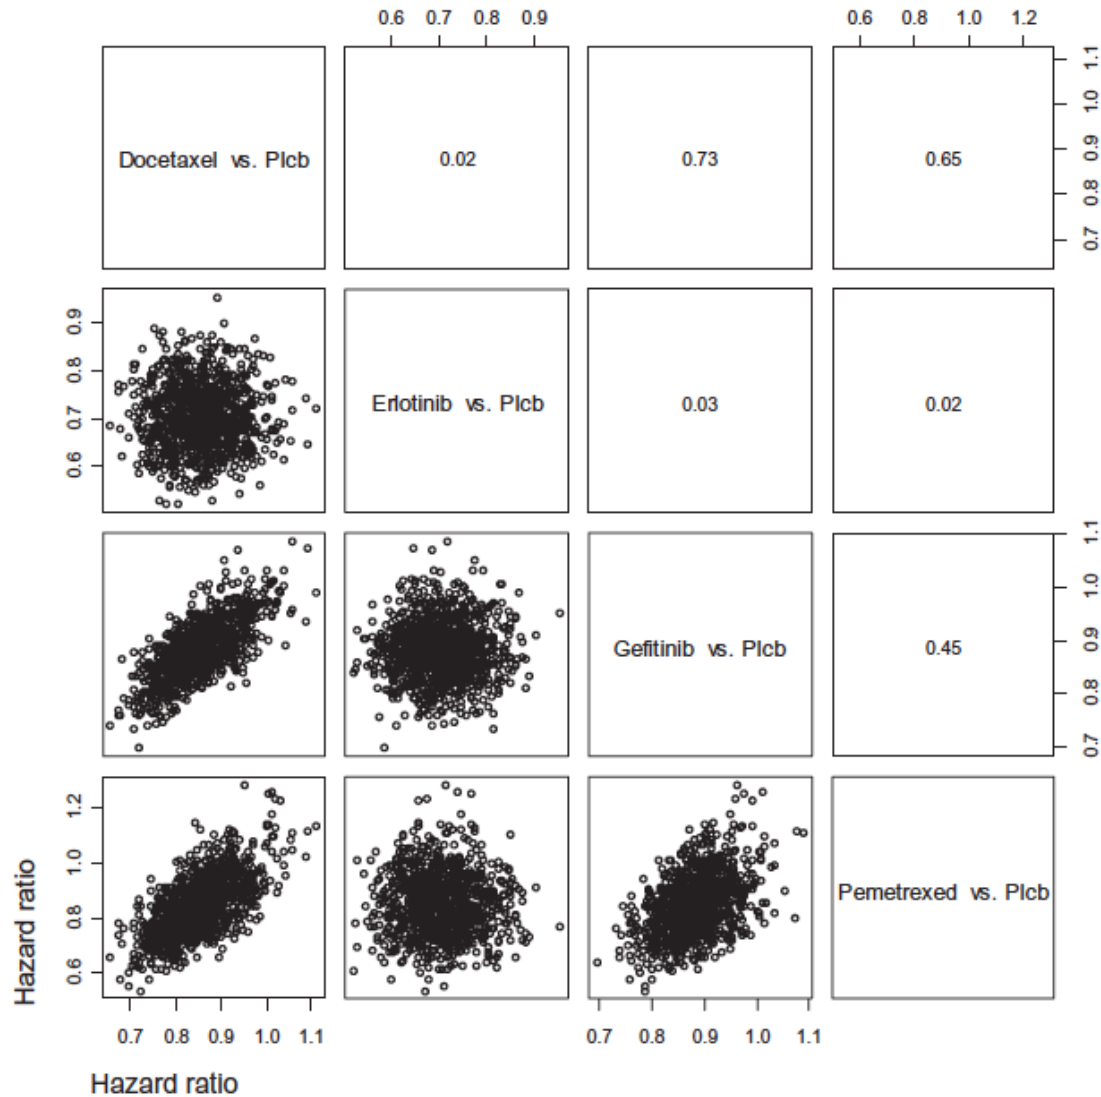 0.6 0.7 0.8 0.9 0.6 0.8 1.0 1.2
Docetaxel vs. Plcb 0.02 0.73 0.65
0.7 0.8 0.9 1.0 1.1
0.6 0.7 0.8 0.9
Erlotinib vs. Plcb 0.03 0.02
Gefitinib vs. Plcb 0.45
0.7 0.8 0.9 1.0 1.1
Hazard ratio
0.6 0.8 1.0 1.2
Pemetrexed vs. Plcb
0.7 0.8 0.9 1.0 1.1 0.7 0.8 0.9 1.0 1.1
Hazard ratio